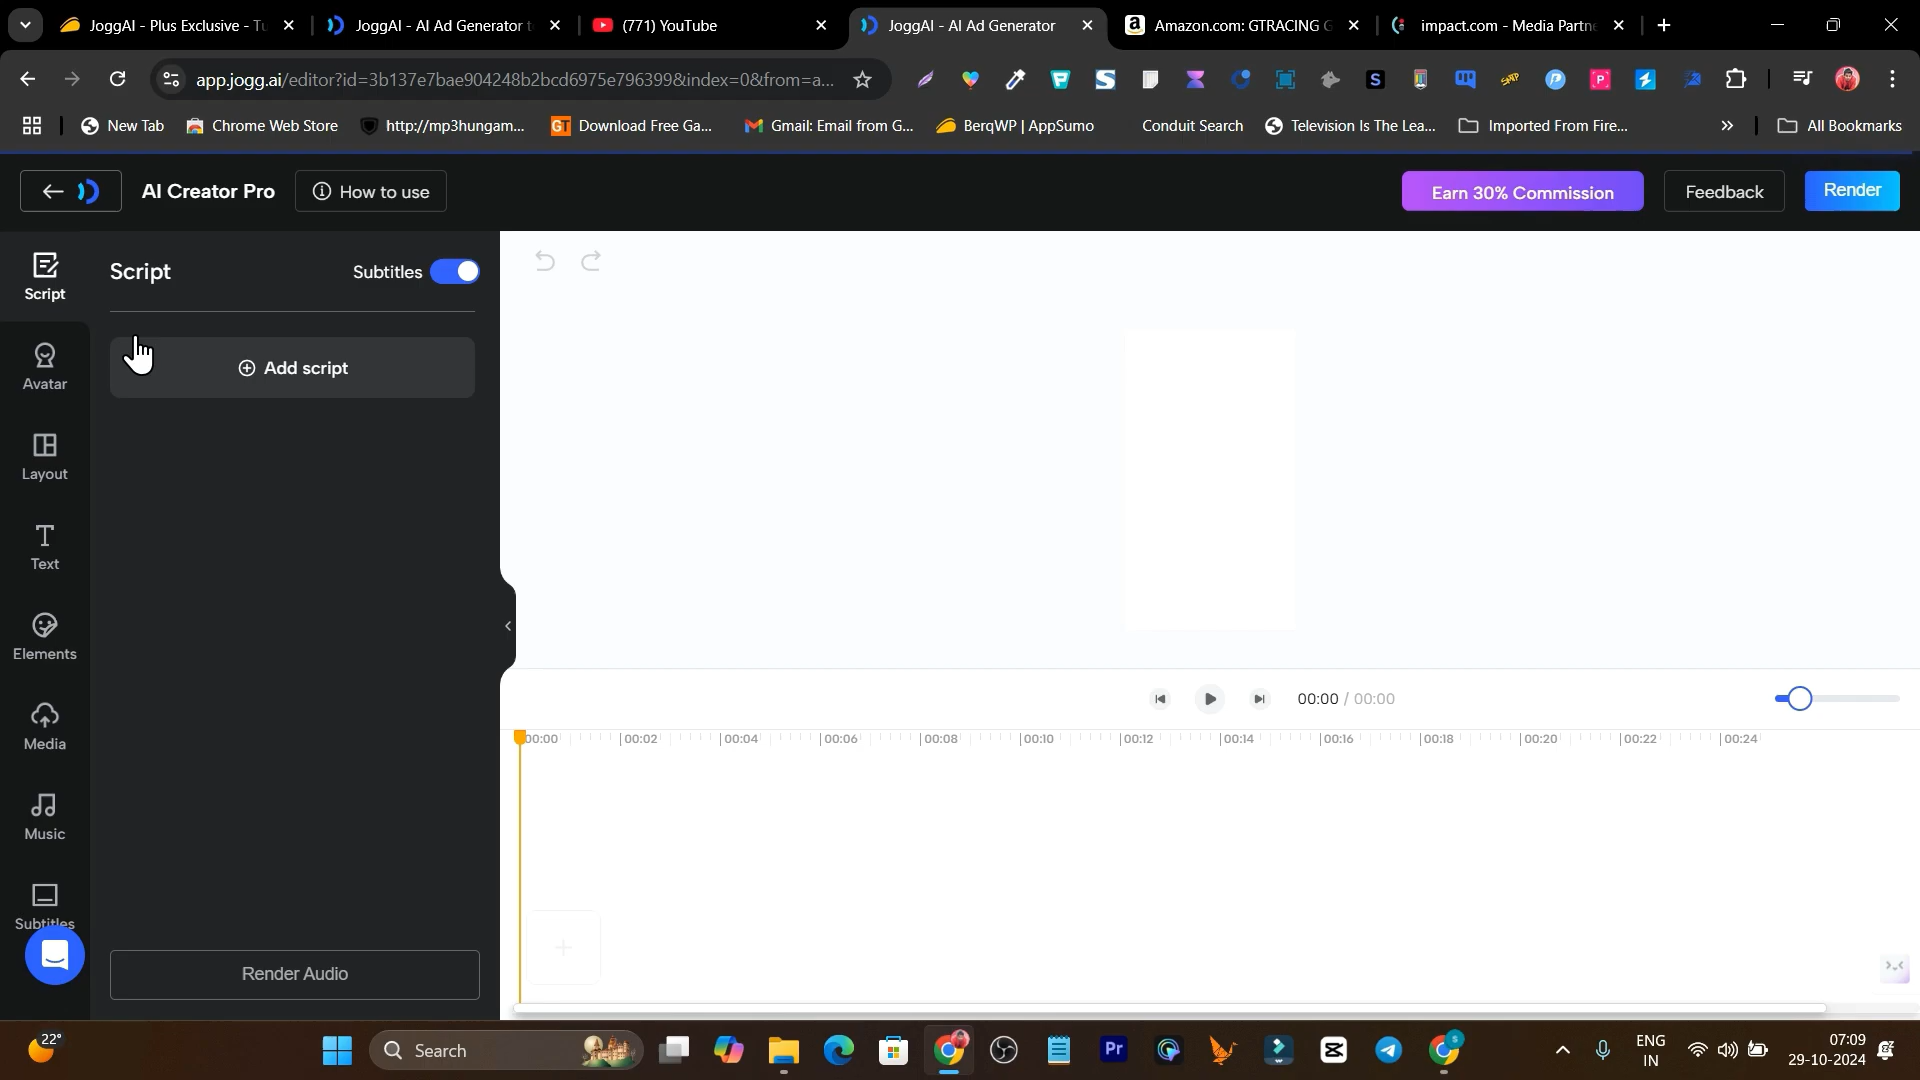 JoggAI - Plus Exclusive - Tu
JoggAI - AI Ad Generator t
(771) YouTube
JoggAI - AI Ad Generator
Amazon.com: GTRACING G
impact.com - Media Partne
app.jogg.ai/editor?id=3b137e7bae904248b2bcd6975e796399&index=0&from=a...
New Tab
Chrome Web Store
http://mp3hungam...
Download Free Ga...
Gmail: Email from G...
BerqWP | AppSumo
Conduit Search
Television Is The Lea...
Imported From Fire...
All Bookmarks
AI Creator Pro
How to use
Earn 30% Commission
Feedback
Render
Script
Avatar
Layout
Text
Elements
Media
Music
Subtitles
Script
Subtitles
Add script
Render Audio
00:00 / 00:00
00:00 00:02 00:04 00:06 00:08 00:10 00:12 00:14 00:16 00:18 00:20 00:22 00:24
22°
Search
ENG
IN
07:09
29-10-2024